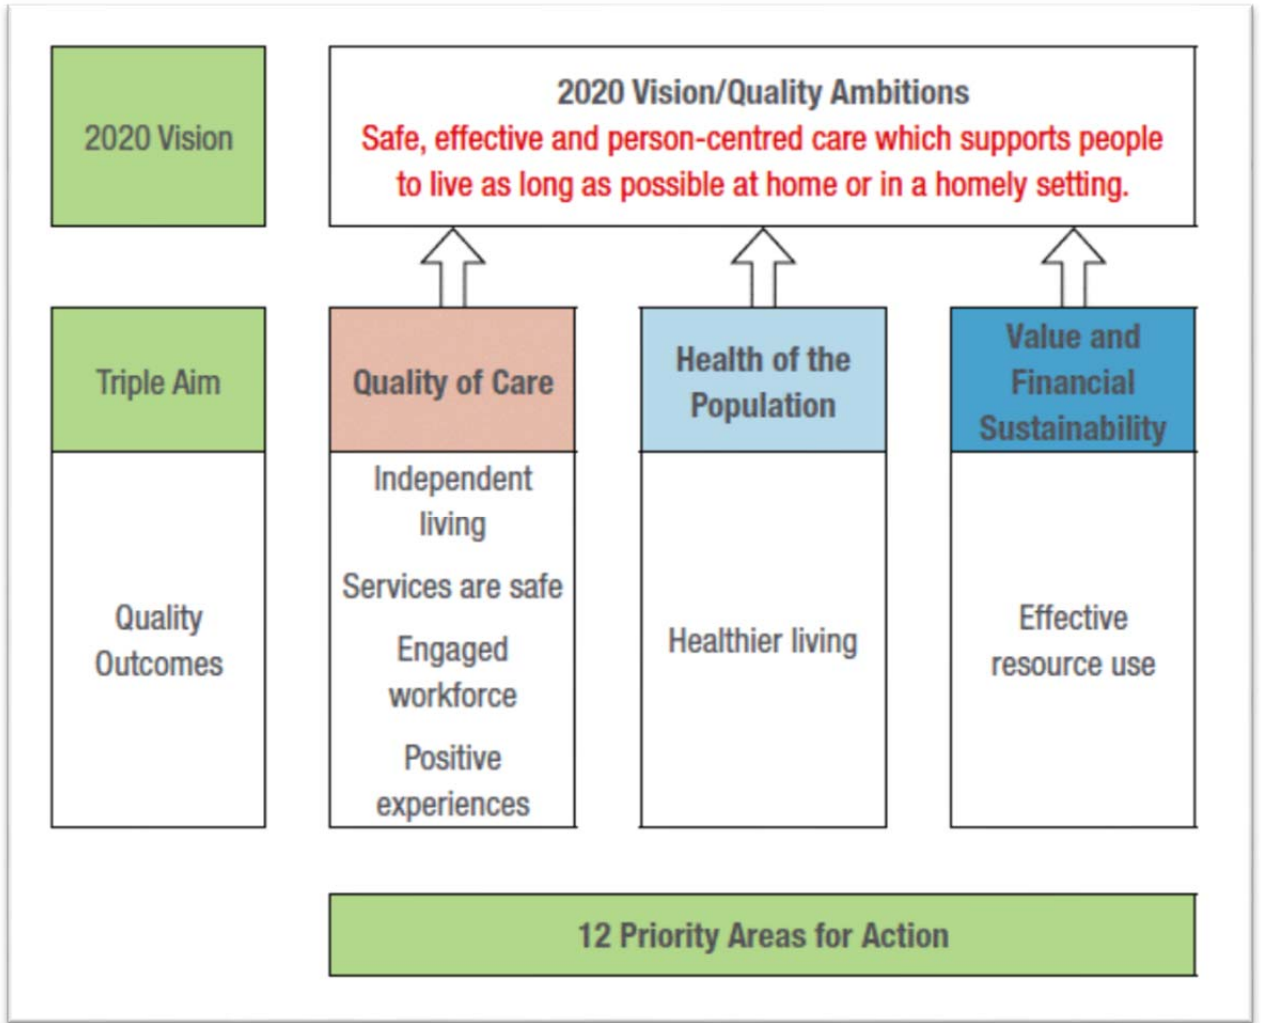 2020 Vision
2020 Vision/Quality Ambitions
Safe, effective and person-centred care which supports people
to live as long as possible at home or in a homely setting.
Triple Aim
Quality of Care
Health of the
Population
Value and
Financial
Sustainability
Quality
Outcomes
Independent
living
Services are safe
Engaged
workforce
Positive
experiences
Healthier living
Effective
resource use
12 Priority Areas for Action